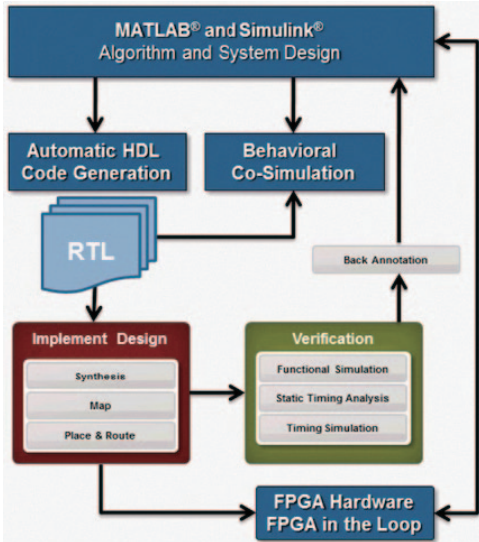 MATLAB® and Simulink®
Algorithm and System Design
Automatic HDL
Code Generation
Behavioral
Co-Simulation
RTL
Back Annotation
Implement Design
Synthesis
Map
Place & Route
Verification
Functional Simulation
Static Timing Analysis
Timing Simulation
FPGA Hardware
FPGA in the Loop